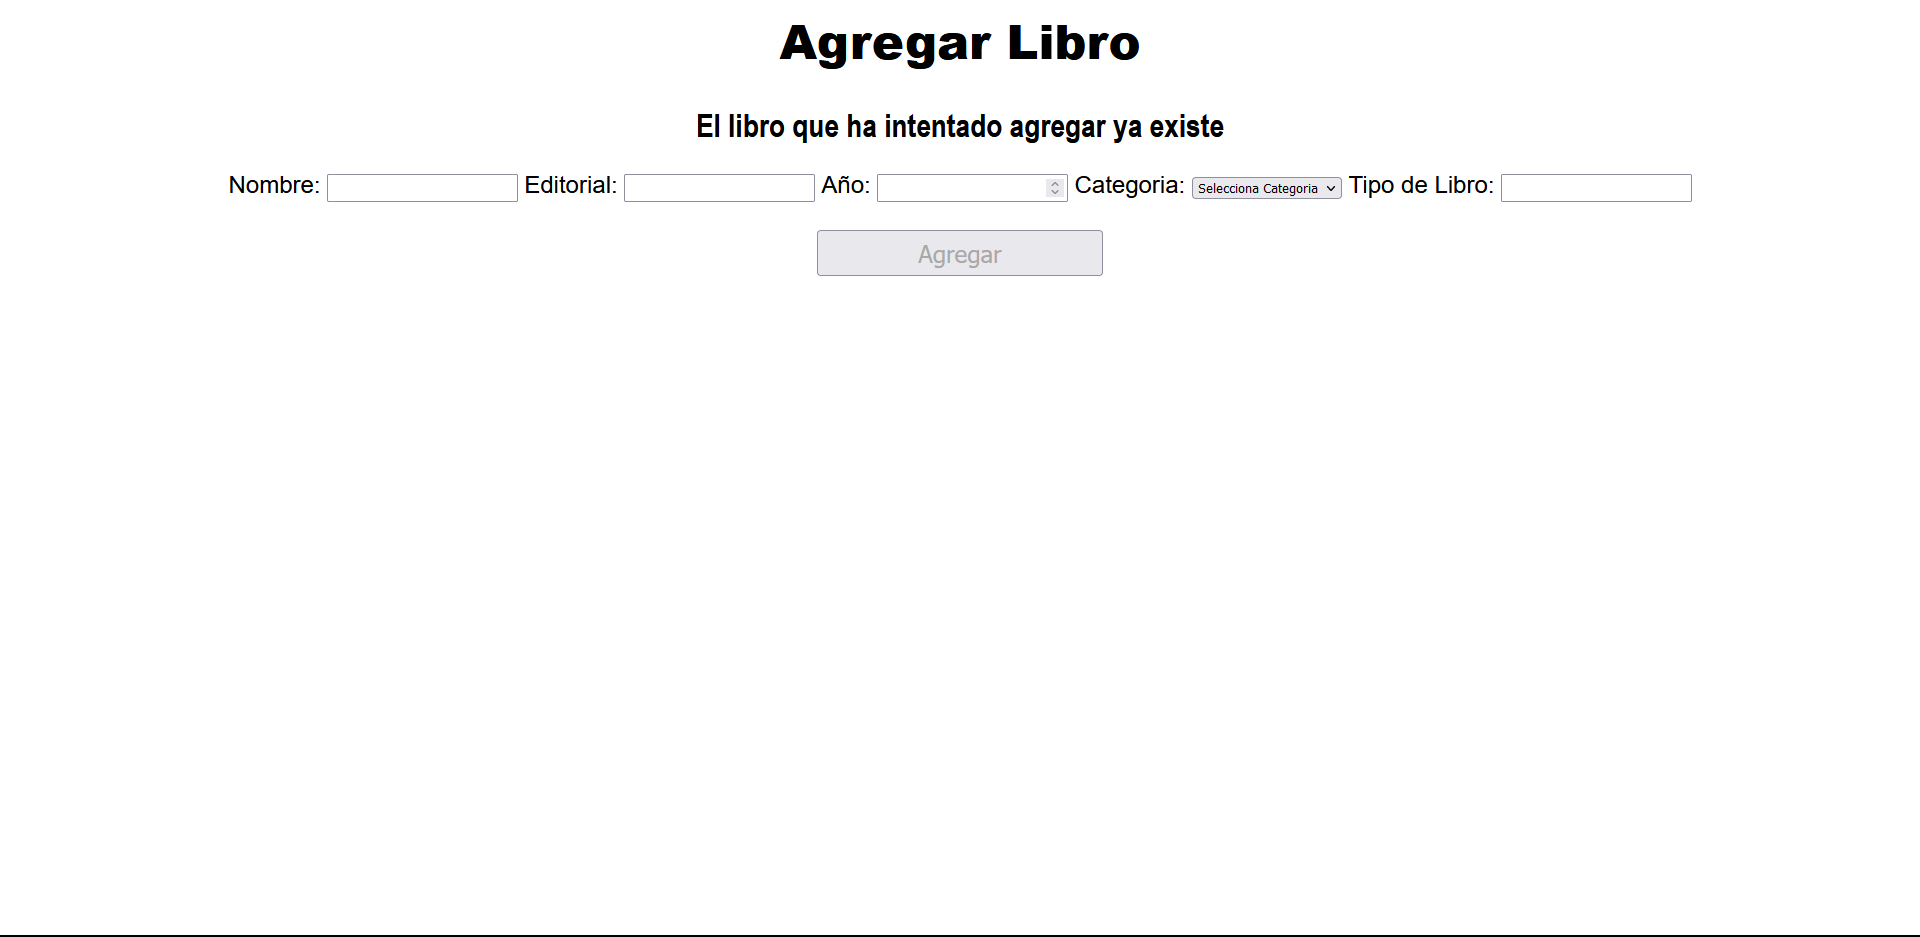 Agregar Libro
El libro que ha intentado agregar ya existe
Nombre: Editorial: Año: Categoria: Selecciona Categoria Tipo de Libro:
Agregar